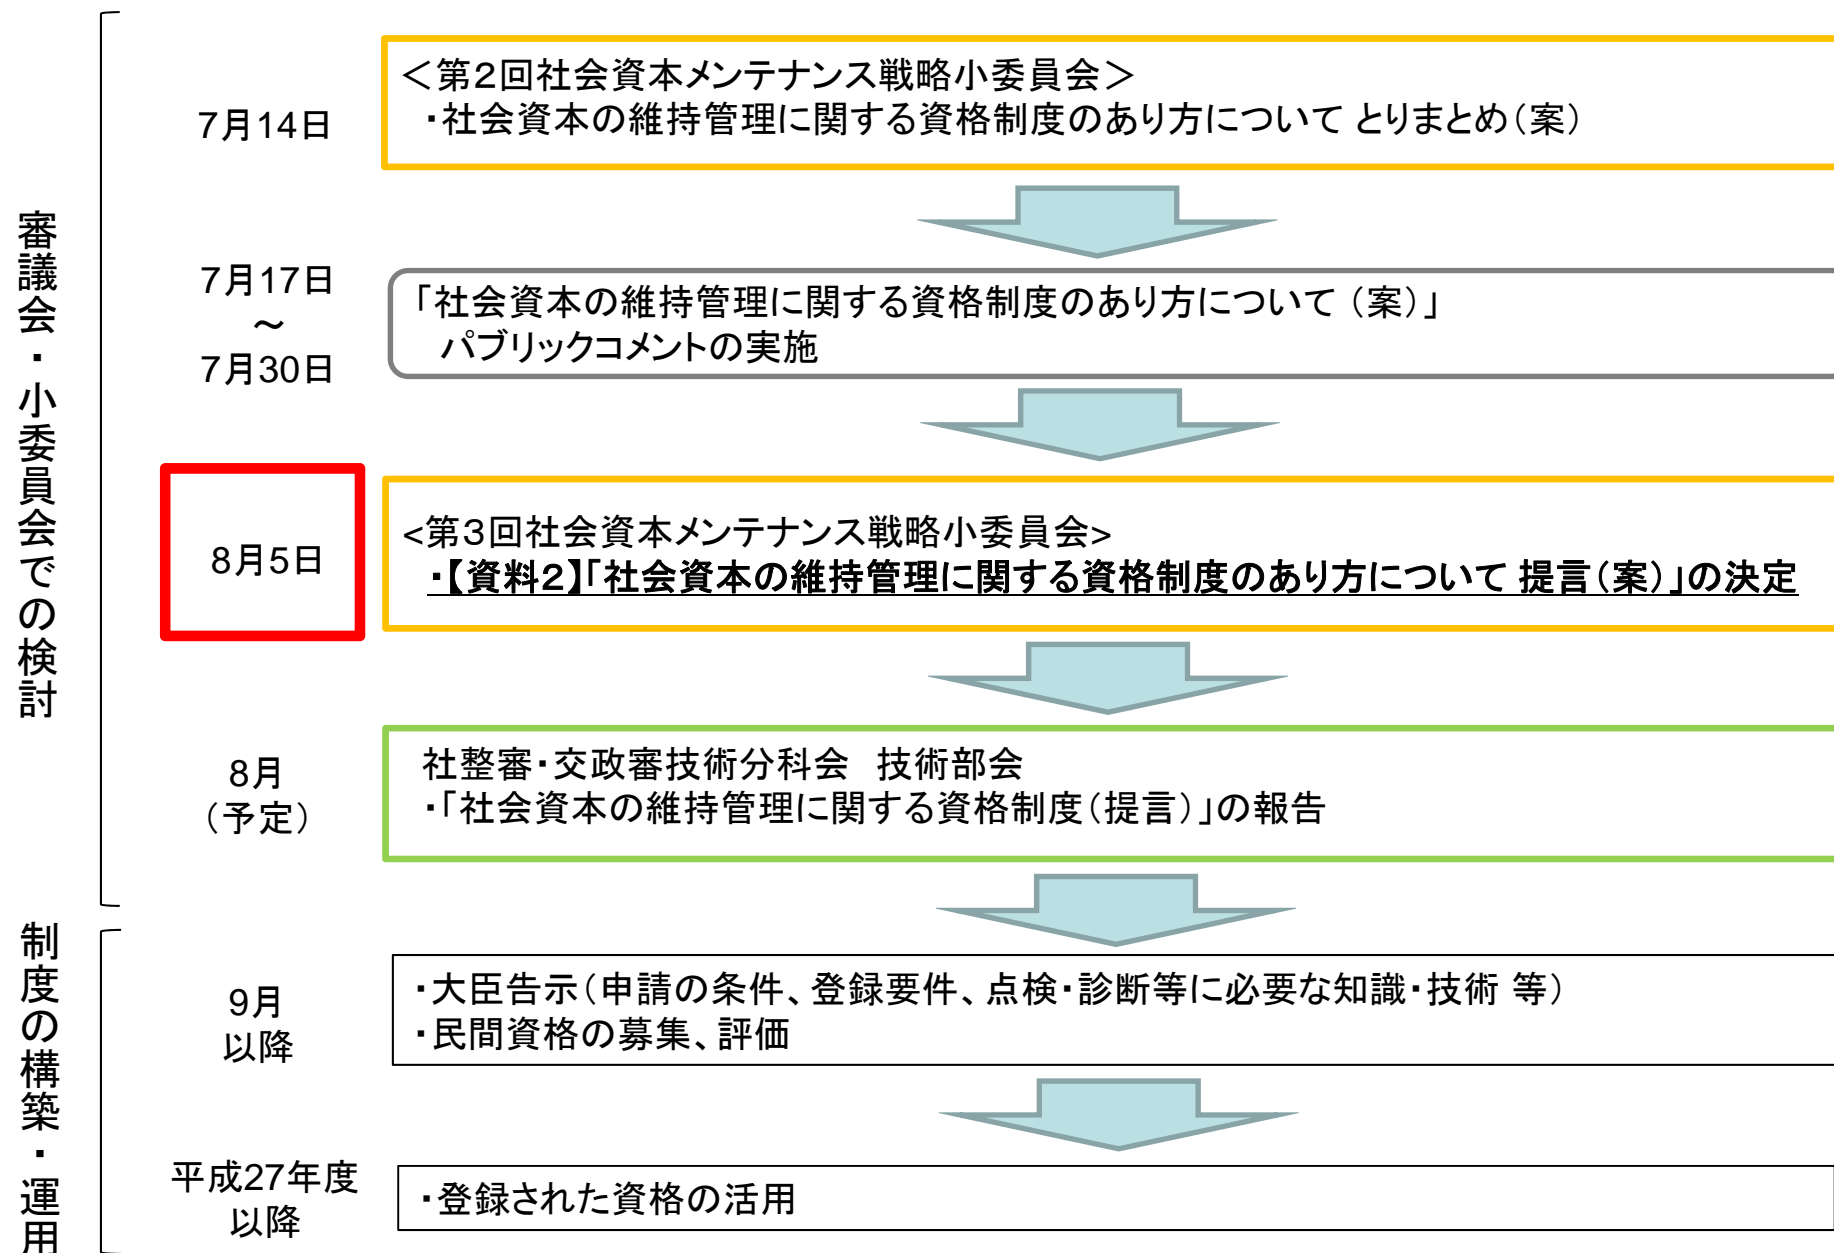 審議会・小委員会での検討
7月14日
＜第２回社会資本メンテナンス戦略小委員会＞
・社会資本の維持管理に関する資格制度のあり方について とりまとめ（案）
7月17日
～
7月30日
「社会資本の維持管理に関する資格制度のあり方について （案）」
パブリックコメントの実施
8月5日
<第３回社会資本メンテナンス戦略小委員会>
・【資料２】「社会資本の維持管理に関する資格制度のあり方について 提言（案）」の決定
8月
（予定）
社整審・交政審技術分科会　技術部会
・「社会資本の維持管理に関する資格制度（提言）」の報告
制度の構築・運用
9月
以降
・大臣告示（申請の条件、登録要件、点検・診断等に必要な知識・技術 等）
・民間資格の募集、評価
平成27年度
以降
・登録された資格の活用